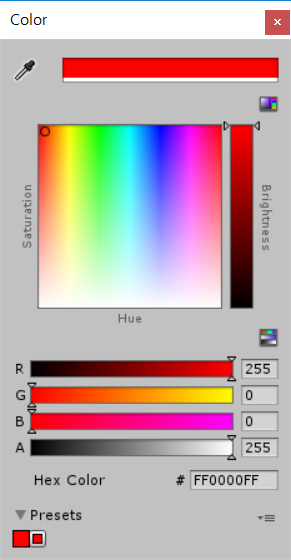 Color
Saturation
Brightness
Hue
R 255
G 0
B 0
A 255
Hex Color # FF0000FF
Presets